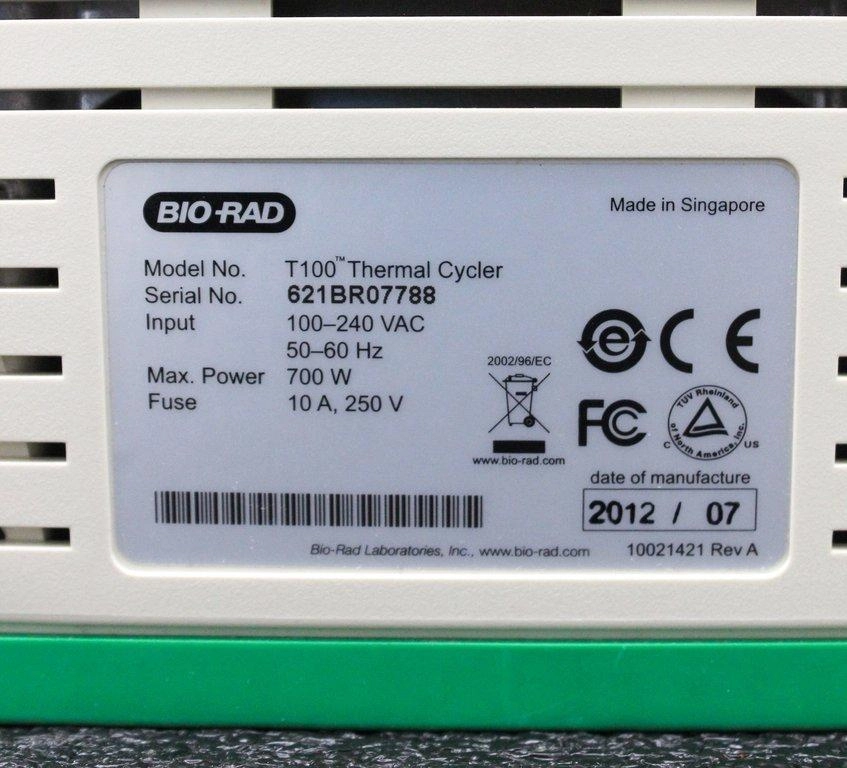 BIO-RAD
Made in Singapore
Model No. T100™ Thermal Cycler
Serial No. 621BR07788
Input 100–240 VAC
50–60 Hz
Max. Power 700 W
Fuse 10 A, 250 V
2002/96/EC
www.bio-rad.com
e
CE
FC
TÜV Rheinland
of North America, Inc.
C US
date of manufacture
2012 / 07
Bio-Rad Laboratories, Inc., www.bio-rad.com
10021421 Rev A